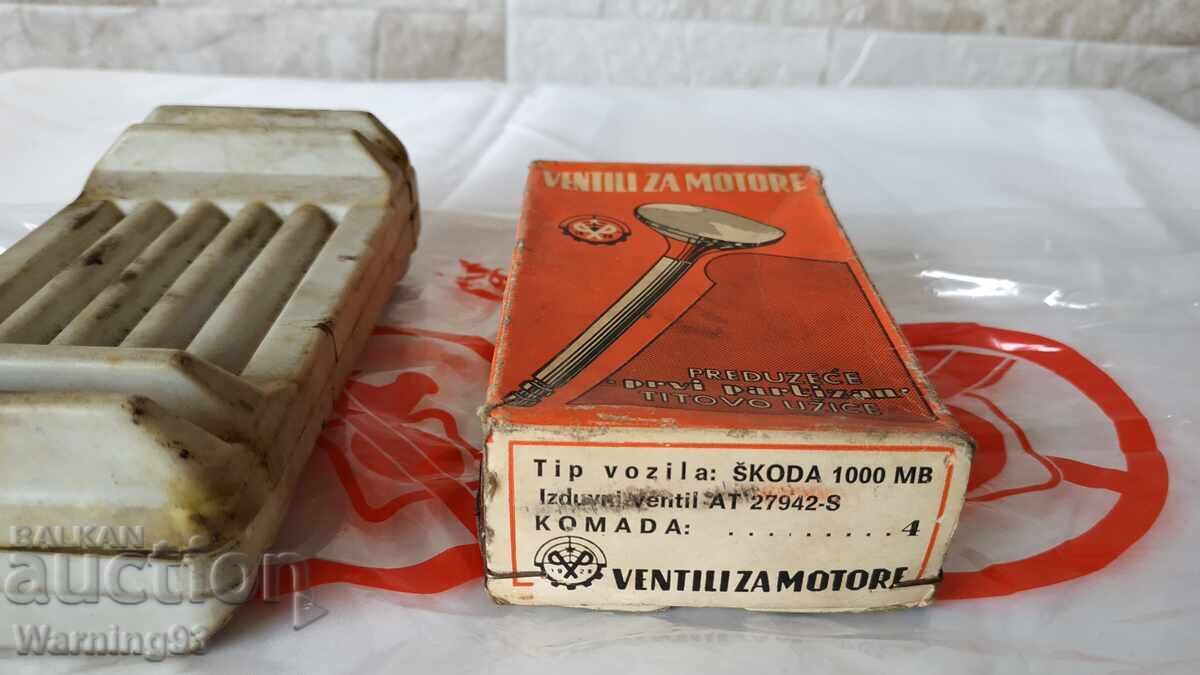 VENTILI ZA MOTORE
PREDUZEĆE
"prvi partizan"
TITOVO UŽICE
Tip vozila: ŠKODA 1000 MB
Izduvni ventil AT 27942-S
KOMADA: ..........4
VENTILI ZA MOTORE
BALKAN
auction
Warning93